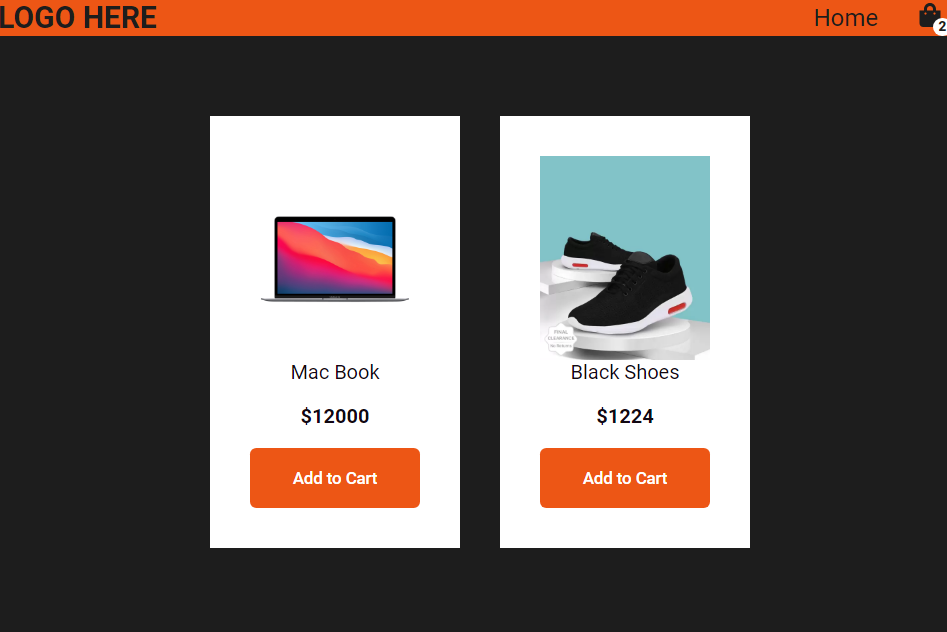 LOGO HERE
Home
2
FINAL
CLEARANCE
No Returns
Mac Book
Black Shoes
$12000
$1224
Add to Cart
Add to Cart